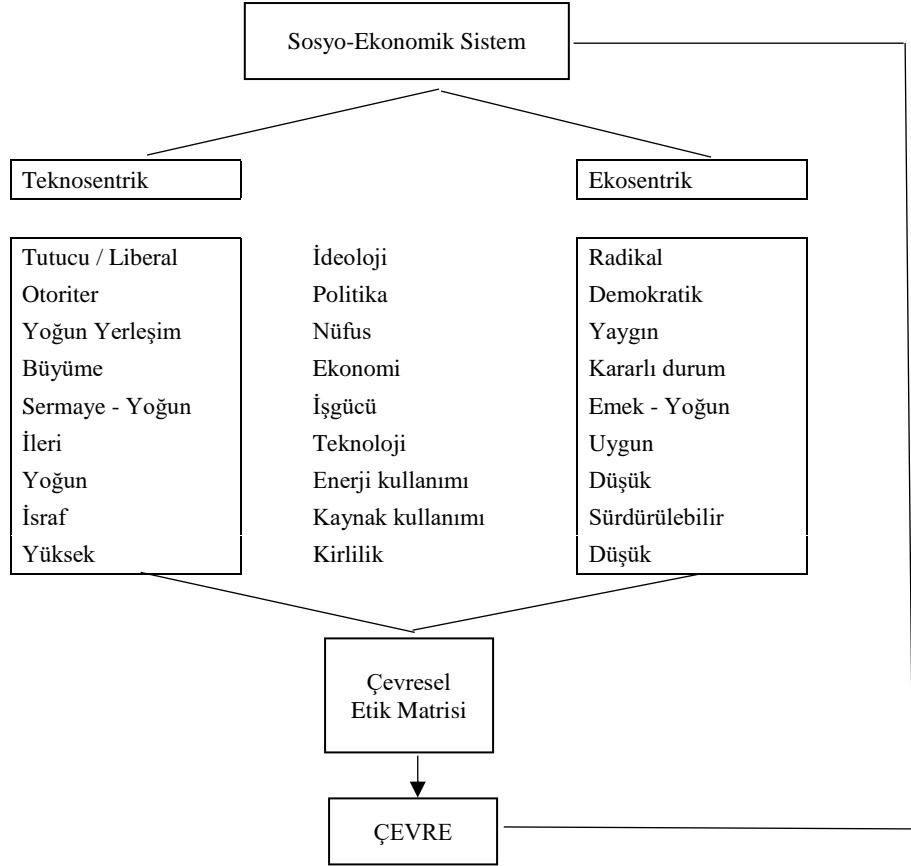 Sosyo-Ekonomik Sistem
Teknosentrik
Ekosentrik
Tutucu / Liberal İdeoloji Radikal
Otoriter Politika Demokratik
Yoğun Yerleşim Nüfus Yaygın
Büyüme Ekonomi Kararlı durum
Sermaye - Yoğun İşgücü Emek - Yoğun
İleri Teknoloji Uygun
Yoğun Enerji kullanımı Düşük
İsraf Kaynak kullanımı Sürdürülebilir
Yüksek Kirlilik Düşük
Çevresel
Etik Matrisi
ÇEVRE